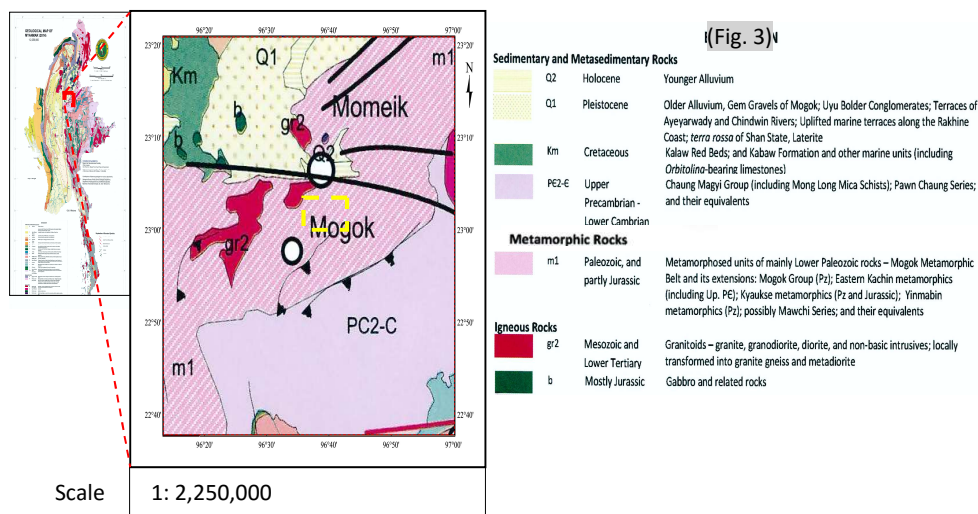 GEOLOGICAL MAP OF
MYANMAR (2014)
96°20' 96°30' 96°40' 96°50' 97°00'
23°20' 23°20'
23°10' 23°10'
23°00' 23°00'
22°50' 22°50'
22°40' 22°40'
96°20' 96°30' 96°40' 96°50' 97°00'
N
Q1
m1
Km
Momeik
b
gr2
b
Q2
Mogok
gr2
PC2-C
m1
Scale 1: 2,250,000
(Fig. 3)
Sedimentary and Metasedimentary Rocks
Q2 Holocene Younger Alluvium
Q1 Pleistocene Older Alluvium, Gem Gravels of Mogok; Uyu Bolder Conglomerates; Terraces of
Ayeyarwady and Chindwin Rivers; Uplifted marine terraces along the Rakhine
Coast; terra rossa of Shan State, Laterite
Km Cretaceous Kalaw Red Beds; and Kabaw Formation and other marine units (including
Orbitolina-bearing limestones)
PЄ2-Є Upper Chaung Magyi Group (including Mong Long Mica Schists); Pawn Chaung Series;
Precambrian - and their equivalents
Lower Cambrian
Metamorphic Rocks
m1 Paleozoic, and Metamorphosed units of mainly Lower Paleozoic rocks – Mogok Metamorphic
partly Jurassic Belt and its extensions: Mogok Group (Pz); Eastern Kachin metamorphics
(including Up. PЄ); Kyaukse metamorphics (Pz and Jurassic); Yinmabin
metamorphics (Pz); possibly Mawchi Series; and their equivalents
Igneous Rocks
gr2 Mesozoic and Granitoids – granite, granodiorite, diorite, and non-basic intrusives; locally
Lower Tertiary transformed into granite gneiss and metadiorite
b Mostly Jurassic Gabbro and related rocks